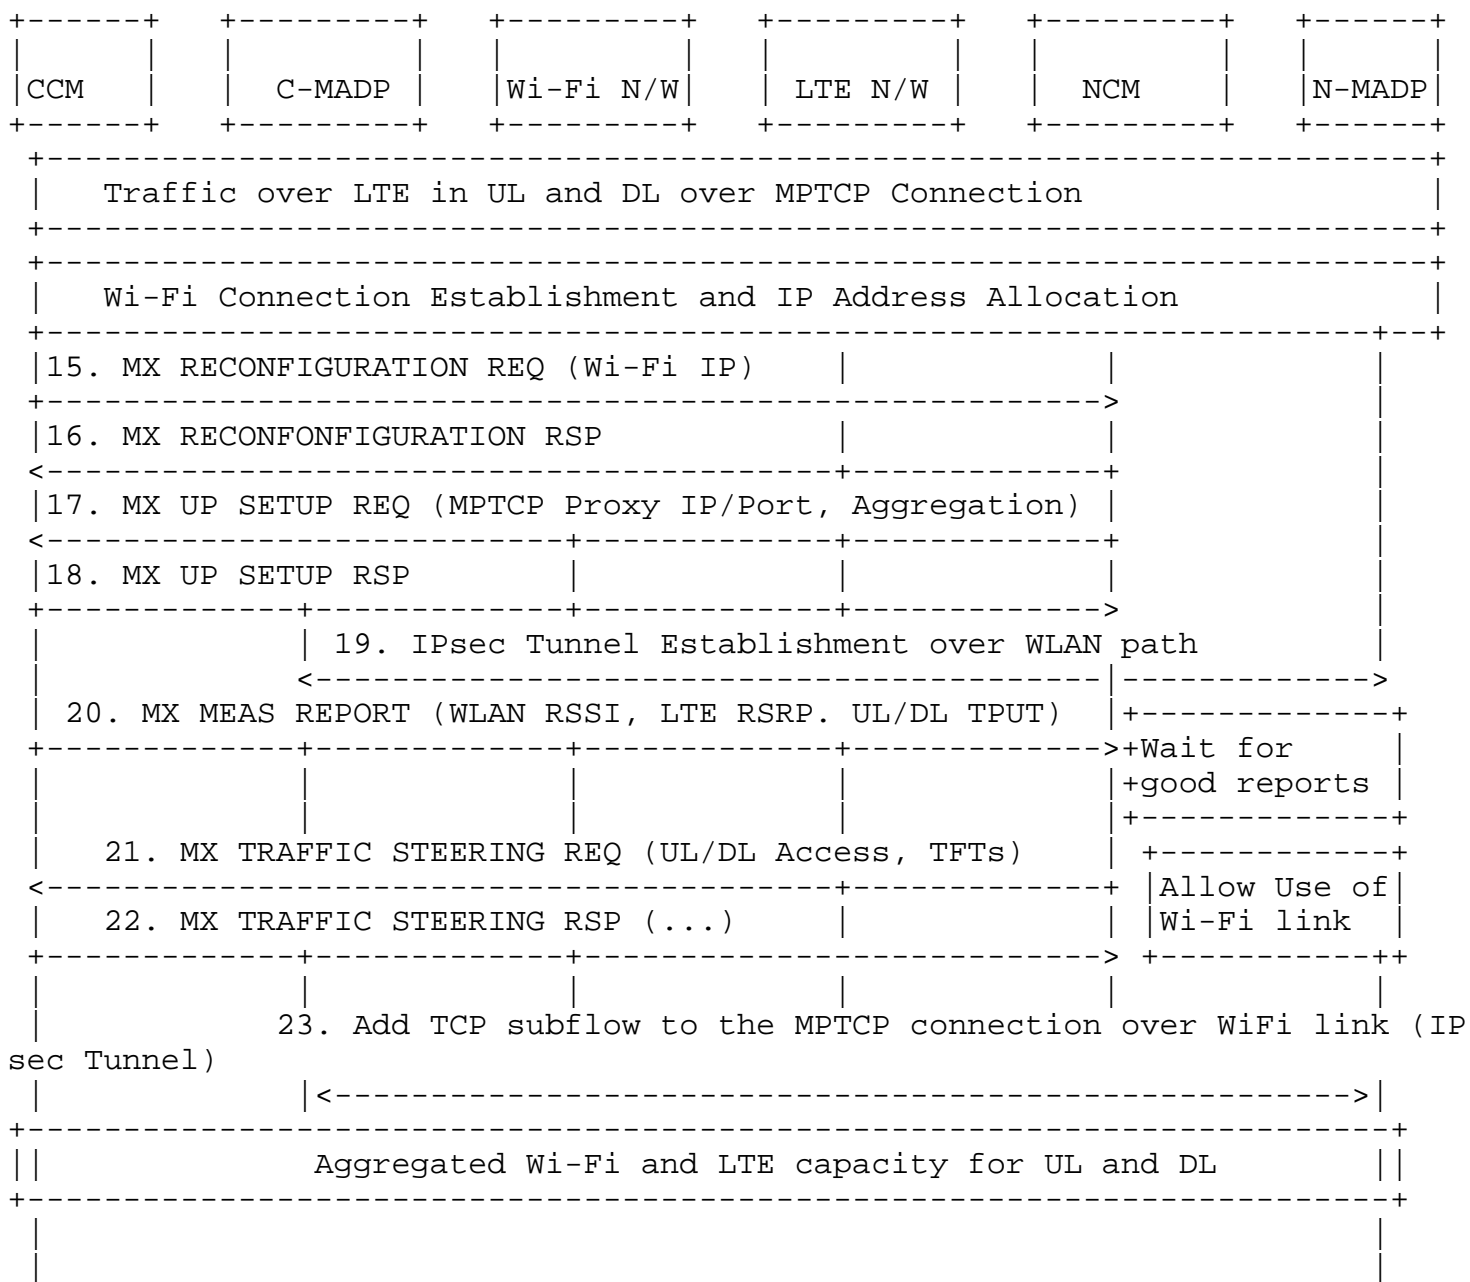 CCM C-MADP Wi-Fi N/W LTE N/W NCM N-MADP
Traffic over LTE in UL and DL over MPTCP Connection
Wi-Fi Connection Establishment and IP Address Allocation
15. MX RECONFIGURATION REQ (Wi-Fi IP)
16. MX RECONFONFIGURATION RSP
17. MX UP SETUP REQ (MPTCP Proxy IP/Port, Aggregation)
18. MX UP SETUP RSP
19. IPsec Tunnel Establishment over WLAN path
20. MX MEAS REPORT (WLAN RSSI, LTE RSRP. UL/DL TPUT)
Wait for
good reports
21. MX TRAFFIC STEERING REQ (UL/DL Access, TFTs)
Allow Use of
22. MX TRAFFIC STEERING RSP (...) Wi-Fi link
23. Add TCP subflow to the MPTCP connection over WiFi link (IP
sec Tunnel)
Aggregated Wi-Fi and LTE capacity for UL and DL